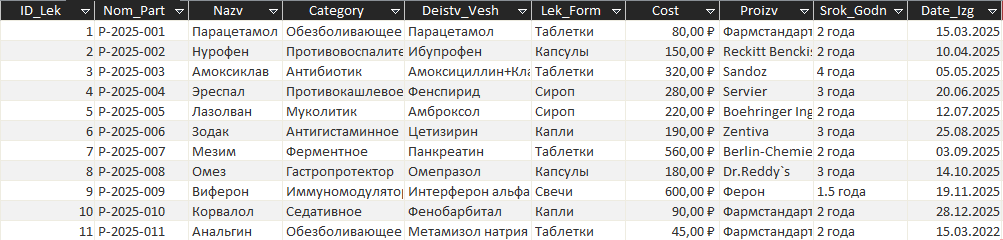 ID_Lek Nom_Part Nazv Category Deistv_Vesh Lek_Form Cost Proizv Srok_Godn Date_Izg
1 P-2025-001 Парацетамол Обезболивающее Парацетамол Таблетки 80,00 ₽ Фармстандарт 2 года 15.03.2025
2 P-2025-002 Нурофен Противовоспалите Ибупрофен Капсулы 150,00 ₽ Reckitt Benckis 2 года 10.04.2025
3 P-2025-003 Амоксиклав Антибиотик Амоксициллин+Кла Таблетки 320,00 ₽ Sandoz 4 года 05.05.2025
4 P-2025-004 Эреспал Противокашлевое Фенспирид Сироп 280,00 ₽ Servier 3 года 20.06.2025
5 P-2025-005 Лазолван Муколитик Амброксол Сироп 220,00 ₽ Boehringer Ing 2 года 12.07.2025
6 P-2025-006 Зодак Антигистаминное Цетизирин Капли 190,00 ₽ Zentiva 3 года 25.08.2025
7 P-2025-007 Мезим Ферментное Панкреатин Таблетки 560,00 ₽ Berlin-Chemie 2 года 03.09.2025
8 P-2025-008 Омез Гастропротектор Омепразол Капсулы 180,00 ₽ Dr.Reddy`s 3 года 14.10.2025
9 P-2025-009 Виферон Иммуномодулятор Интерферон альфа Свечи 600,00 ₽ Ферон 1.5 года 19.11.2025
10 P-2025-010 Корвалол Седативное Фенобарбитал Капли 90,00 ₽ Фармстандарт 2 года 28.12.2025
11 P-2025-011 Анальгин Обезболивающее Метамизол натрия Таблетки 45,00 ₽ Фармстандарт 2 года 15.03.2022